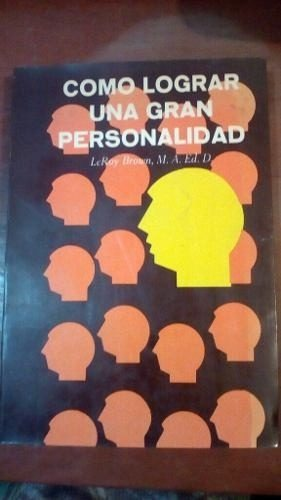 COMO LOGRAR
UNA GRAN
PERSONALIDAD
LeRoy Brown, M. A. Ed. D.